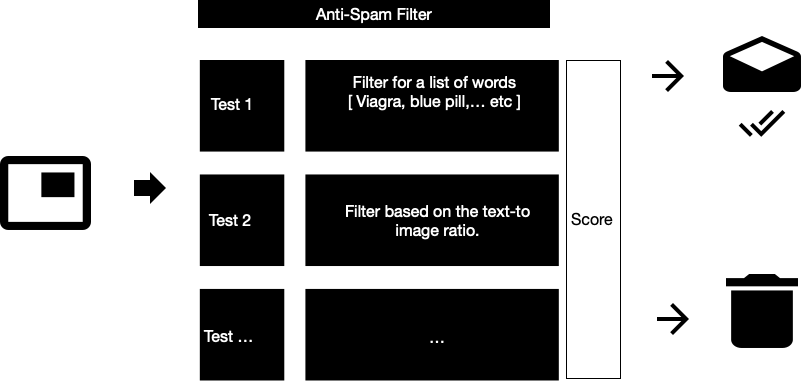 Anti-Spam Filter
Test 1
Filter for a list of words
[ Viagra, blue pill,… etc ]
Test 2
Filter based on the text-to
image ratio.
Score
Test …
…